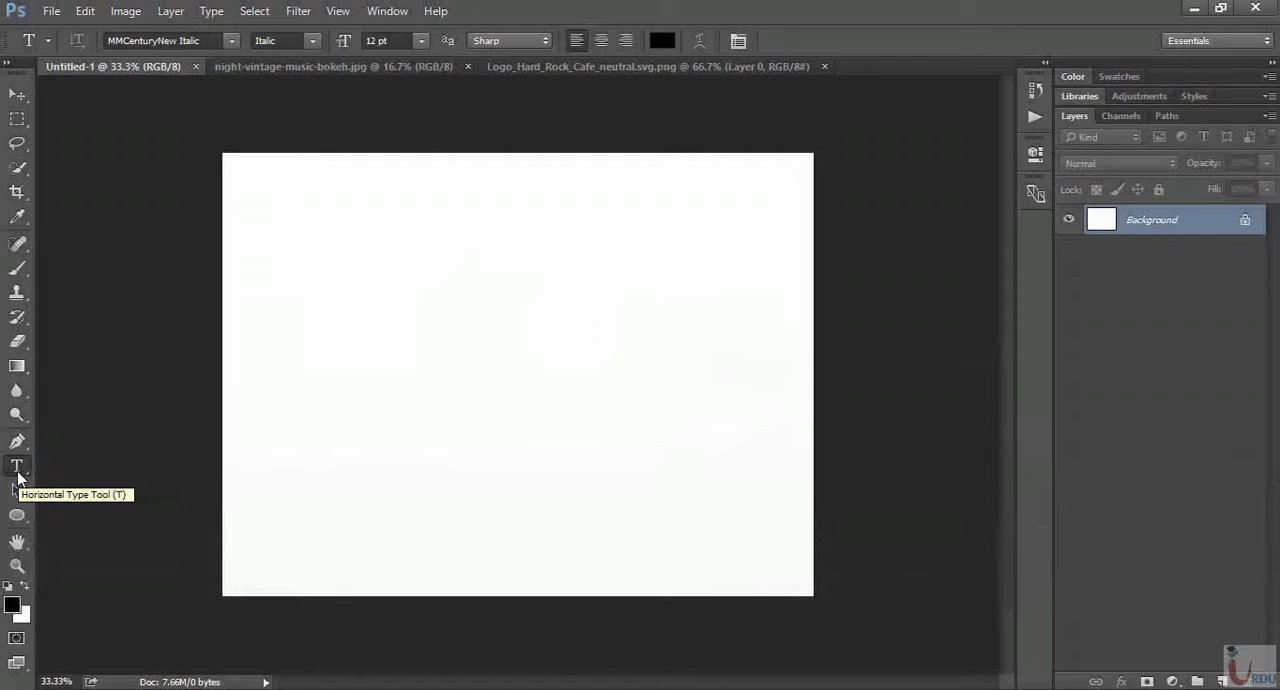 Ps File Edit Image Layer Type Select Filter View Window Help
T MMCenturyNew Italic Italic 12 pt Sharp Essentials
Untitled-1 @ 33.3% (RGB/8) × night-vintage-music-bokeh.jpg @ 16.7% (RGB/8) × Logo_Hard_Rock_Cafe_neutral.svg.png @ 66.7% (Layer 0, RGB/8#) ×
Color Swatches
Libraries Adjustments Styles
Layers Channels Paths
Kind
Normal Opacity: 100%
Lock: Fill: 100%
Background
T
Horizontal Type Tool (T)
33.33% Doc: 7.66M/0 bytes
URDU